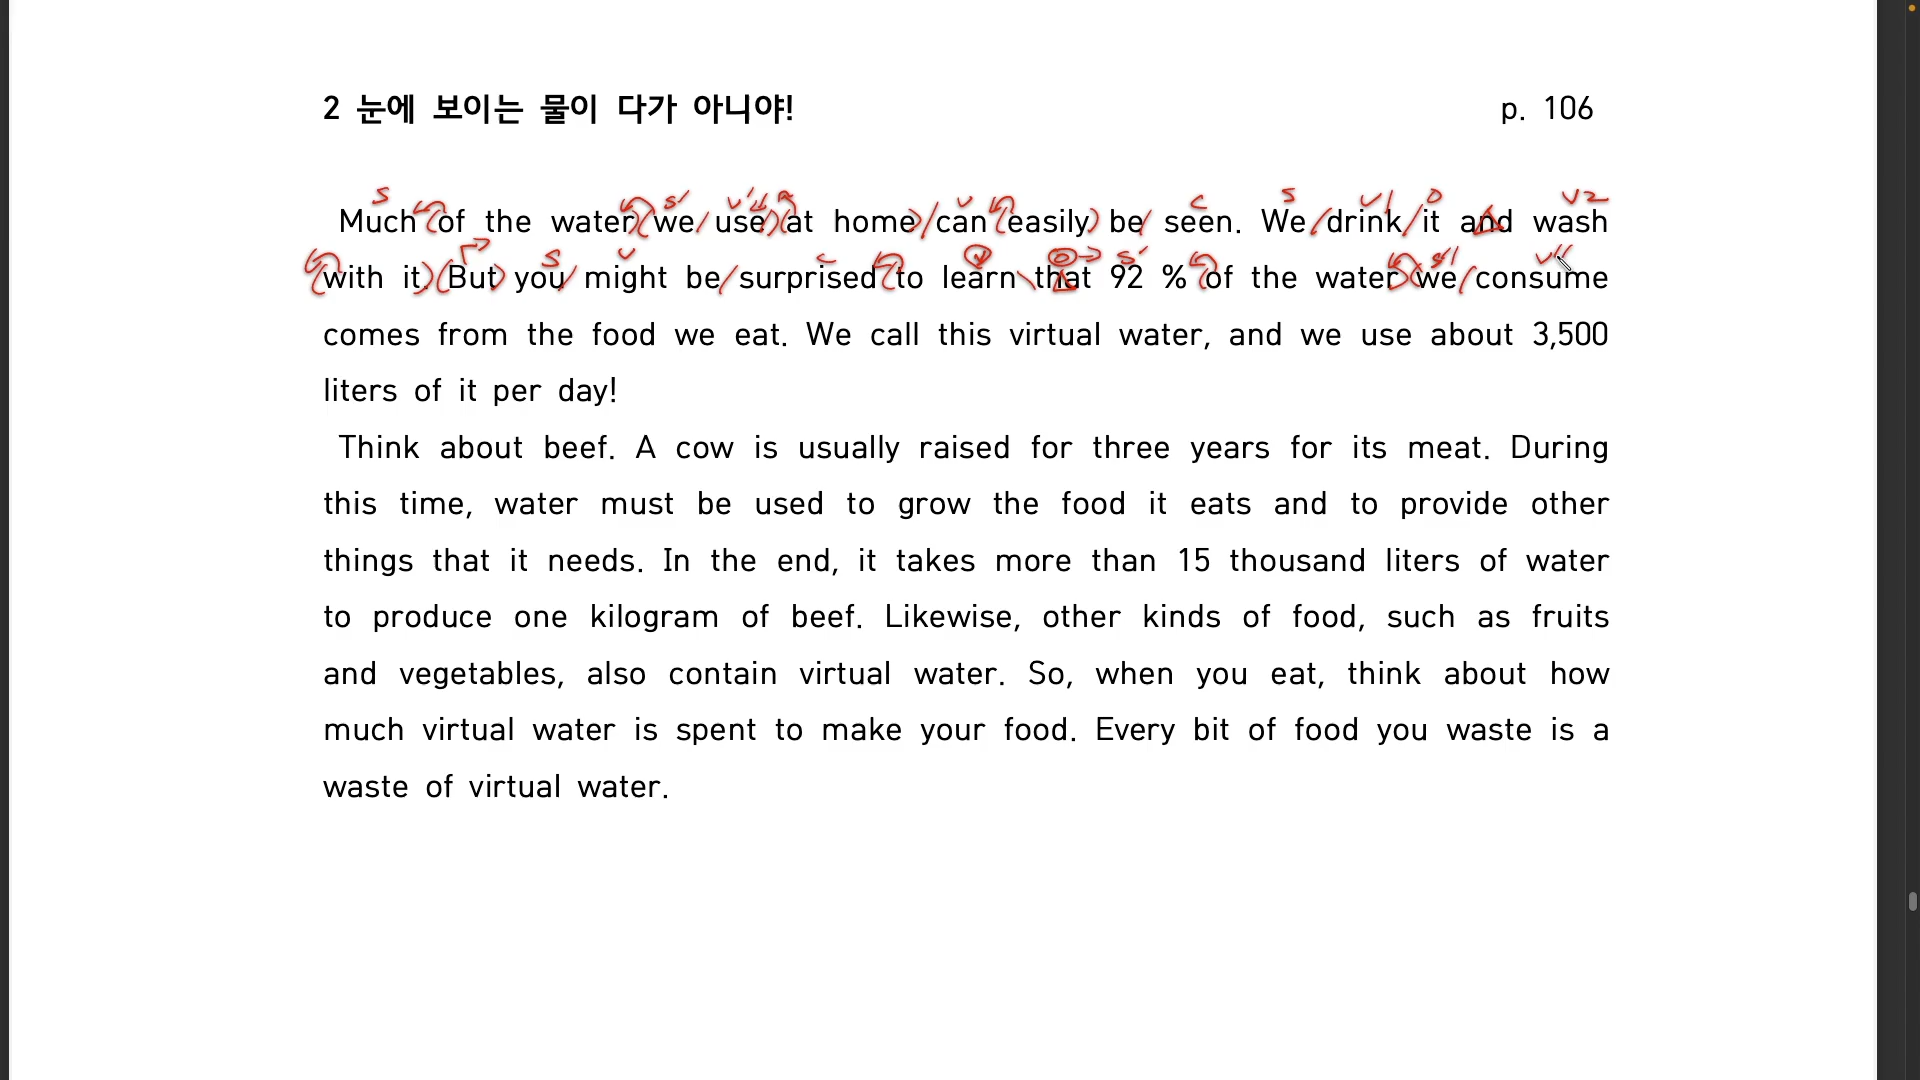 2 눈에 보이는 물이 다가 아니야!
p. 106
S S' V' V C S V1 O V2
Much of the water we use at home can easily be seen. We drink it and wash
S V C V O S' S'' V''
with it. But you might be surprised to learn that 92 % of the water we consume
comes from the food we eat. We call this virtual water, and we use about 3,500
liters of it per day!
Think about beef. A cow is usually raised for three years for its meat. During
this time, water must be used to grow the food it eats and to provide other
things that it needs. In the end, it takes more than 15 thousand liters of water
to produce one kilogram of beef. Likewise, other kinds of food, such as fruits
and vegetables, also contain virtual water. So, when you eat, think about how
much virtual water is spent to make your food. Every bit of food you waste is a
waste of virtual water.